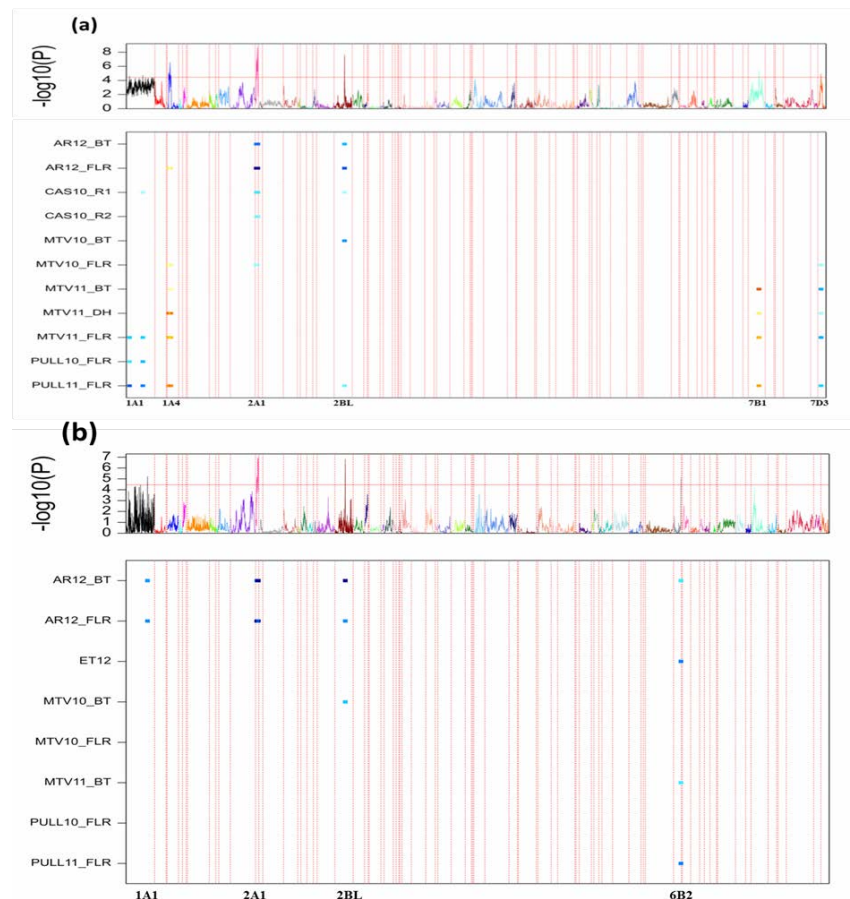 (a)
-log10(P)
8
6
4
2
0
AR12_BT
AR12_FLR
CAS10_R1
CAS10_R2
MTV10_BT
MTV10_FLR
MTV11_BT
MTV11_DH
MTV11_FLR
PULL10_FLR
PULL11_FLR
1A1 1A4 2A1 2BL 7B1 7D3
(b)
-log10(P)
7
6
5
4
3
2
1
0
AR12_BT
AR12_FLR
ET12
MTV10_BT
MTV10_FLR
MTV11_BT
PULL10_FLR
PULL11_FLR
1A1 2A1 2BL 6B2